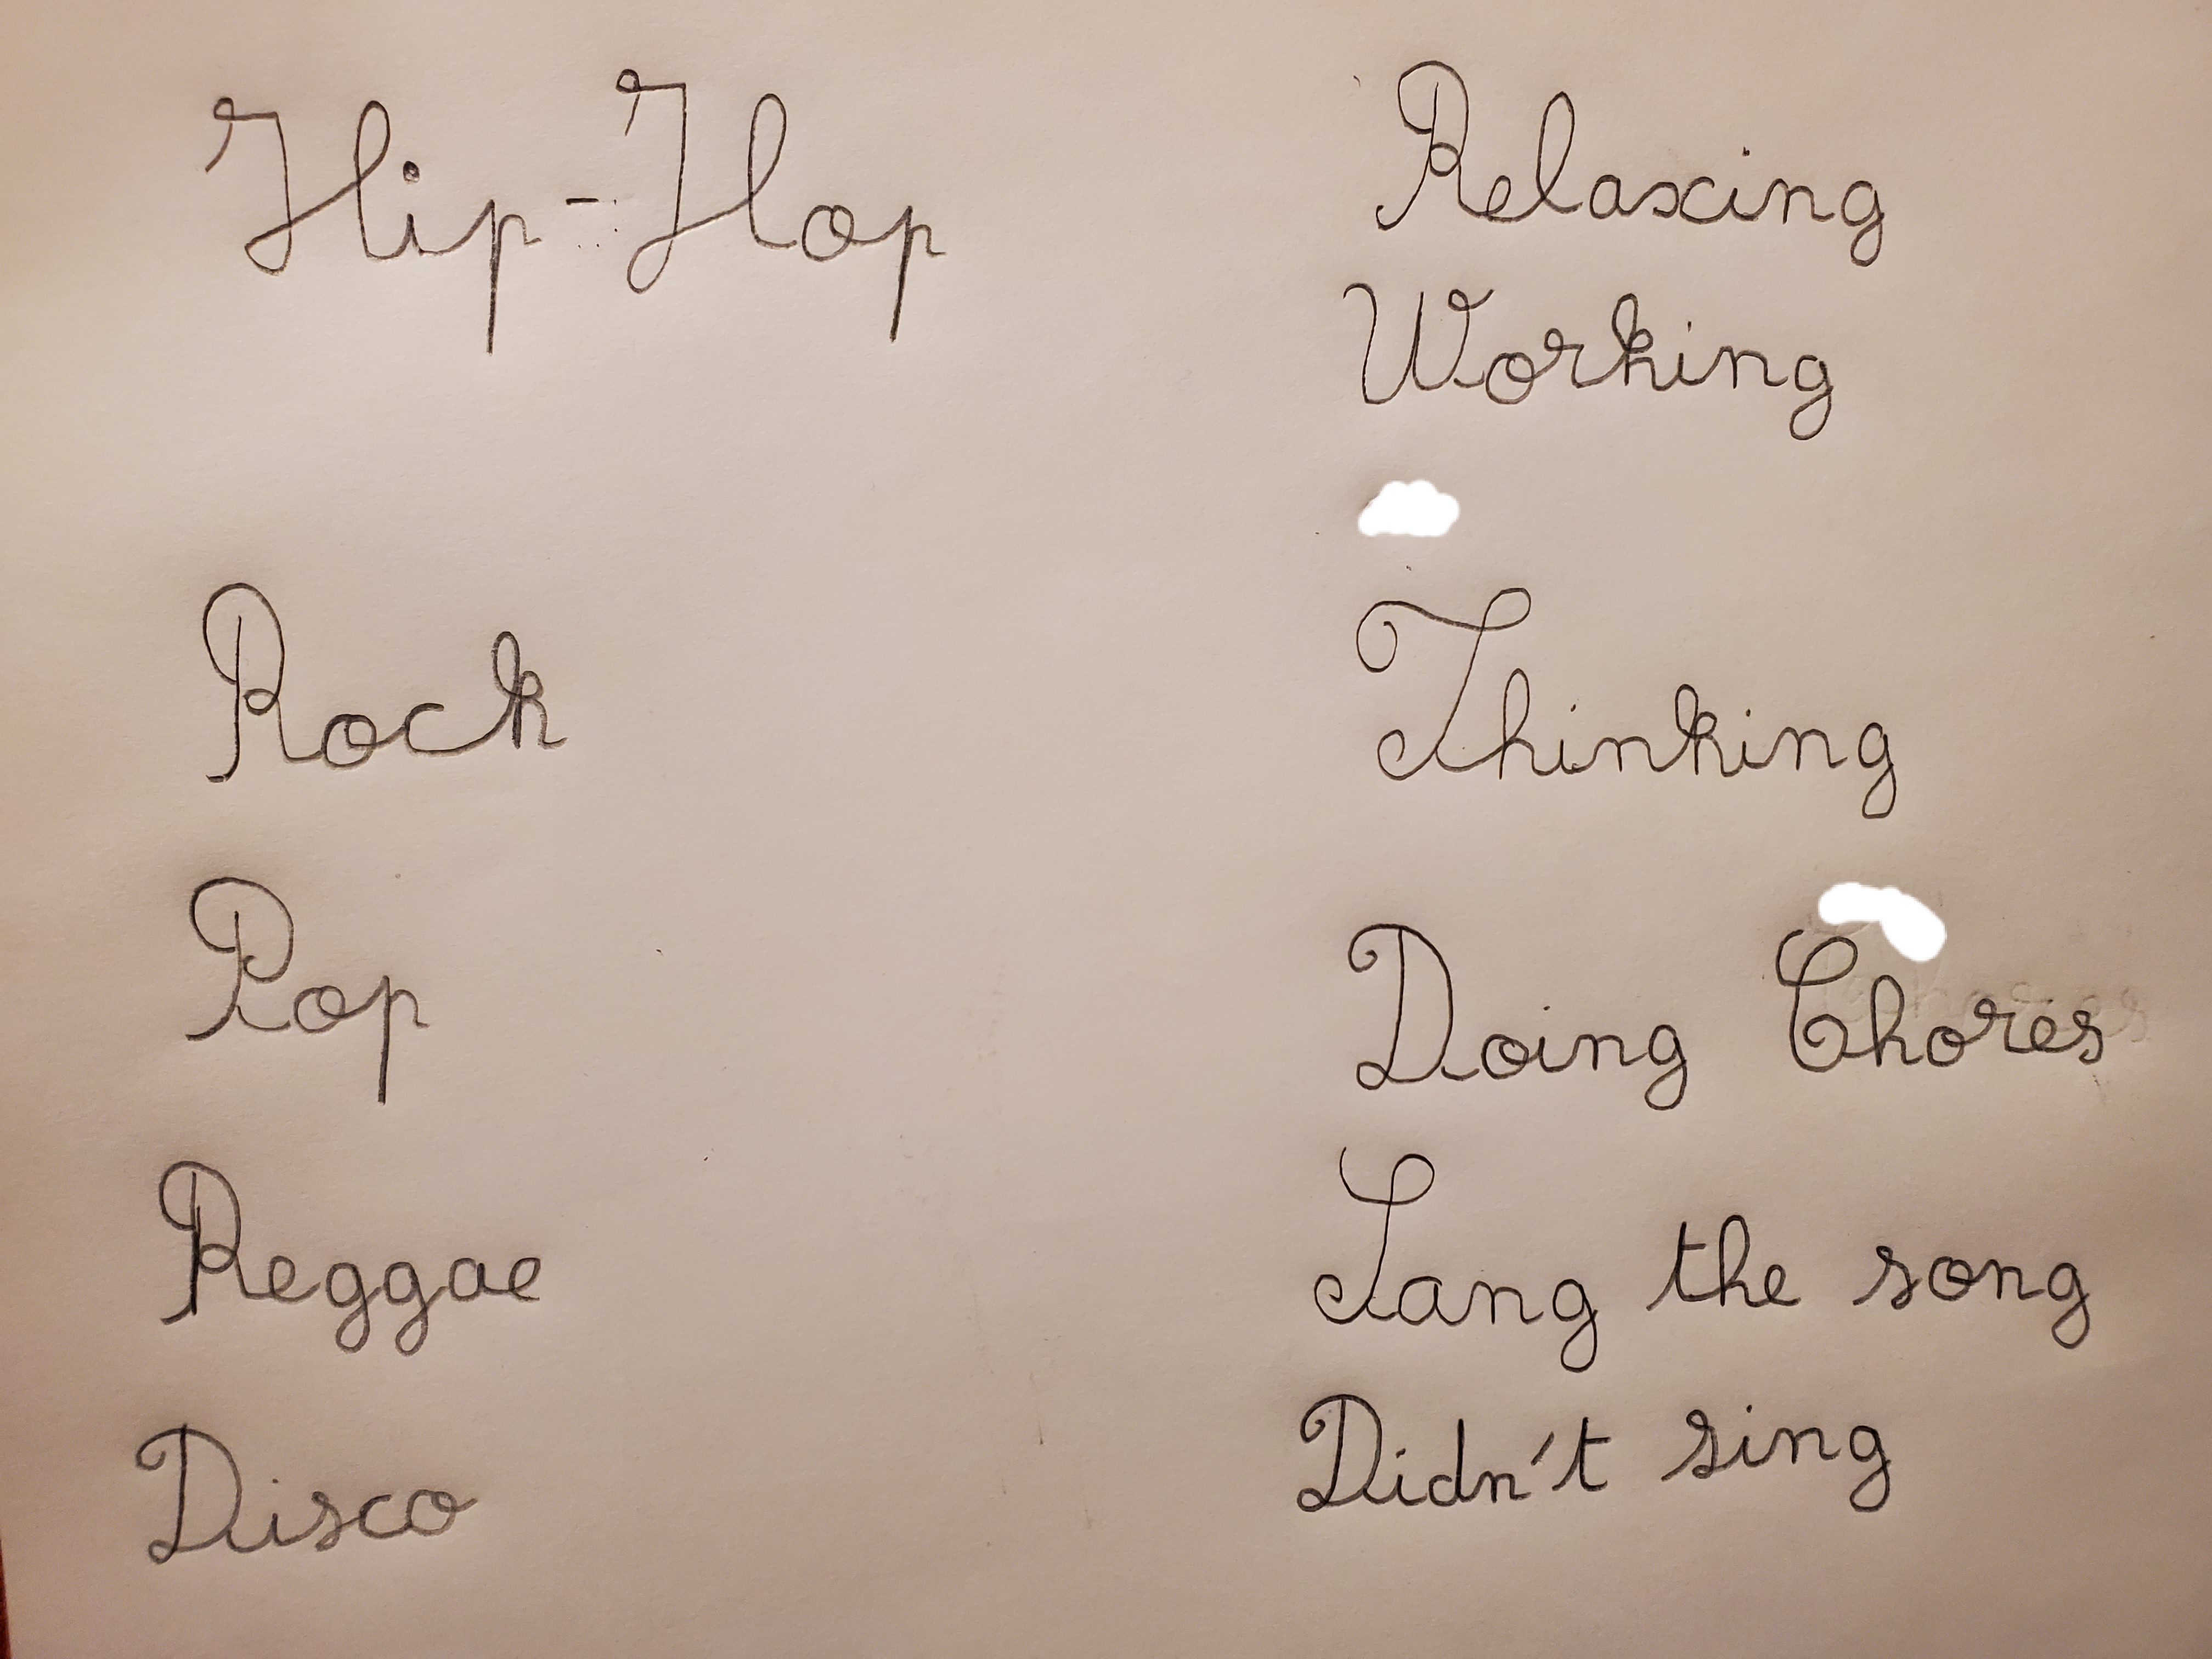 Hip-Hop
Rock
Pop
Reggae
Disco
Relaxing
Working
Thinking
Doing Chores
Sang the song
Didn't sing